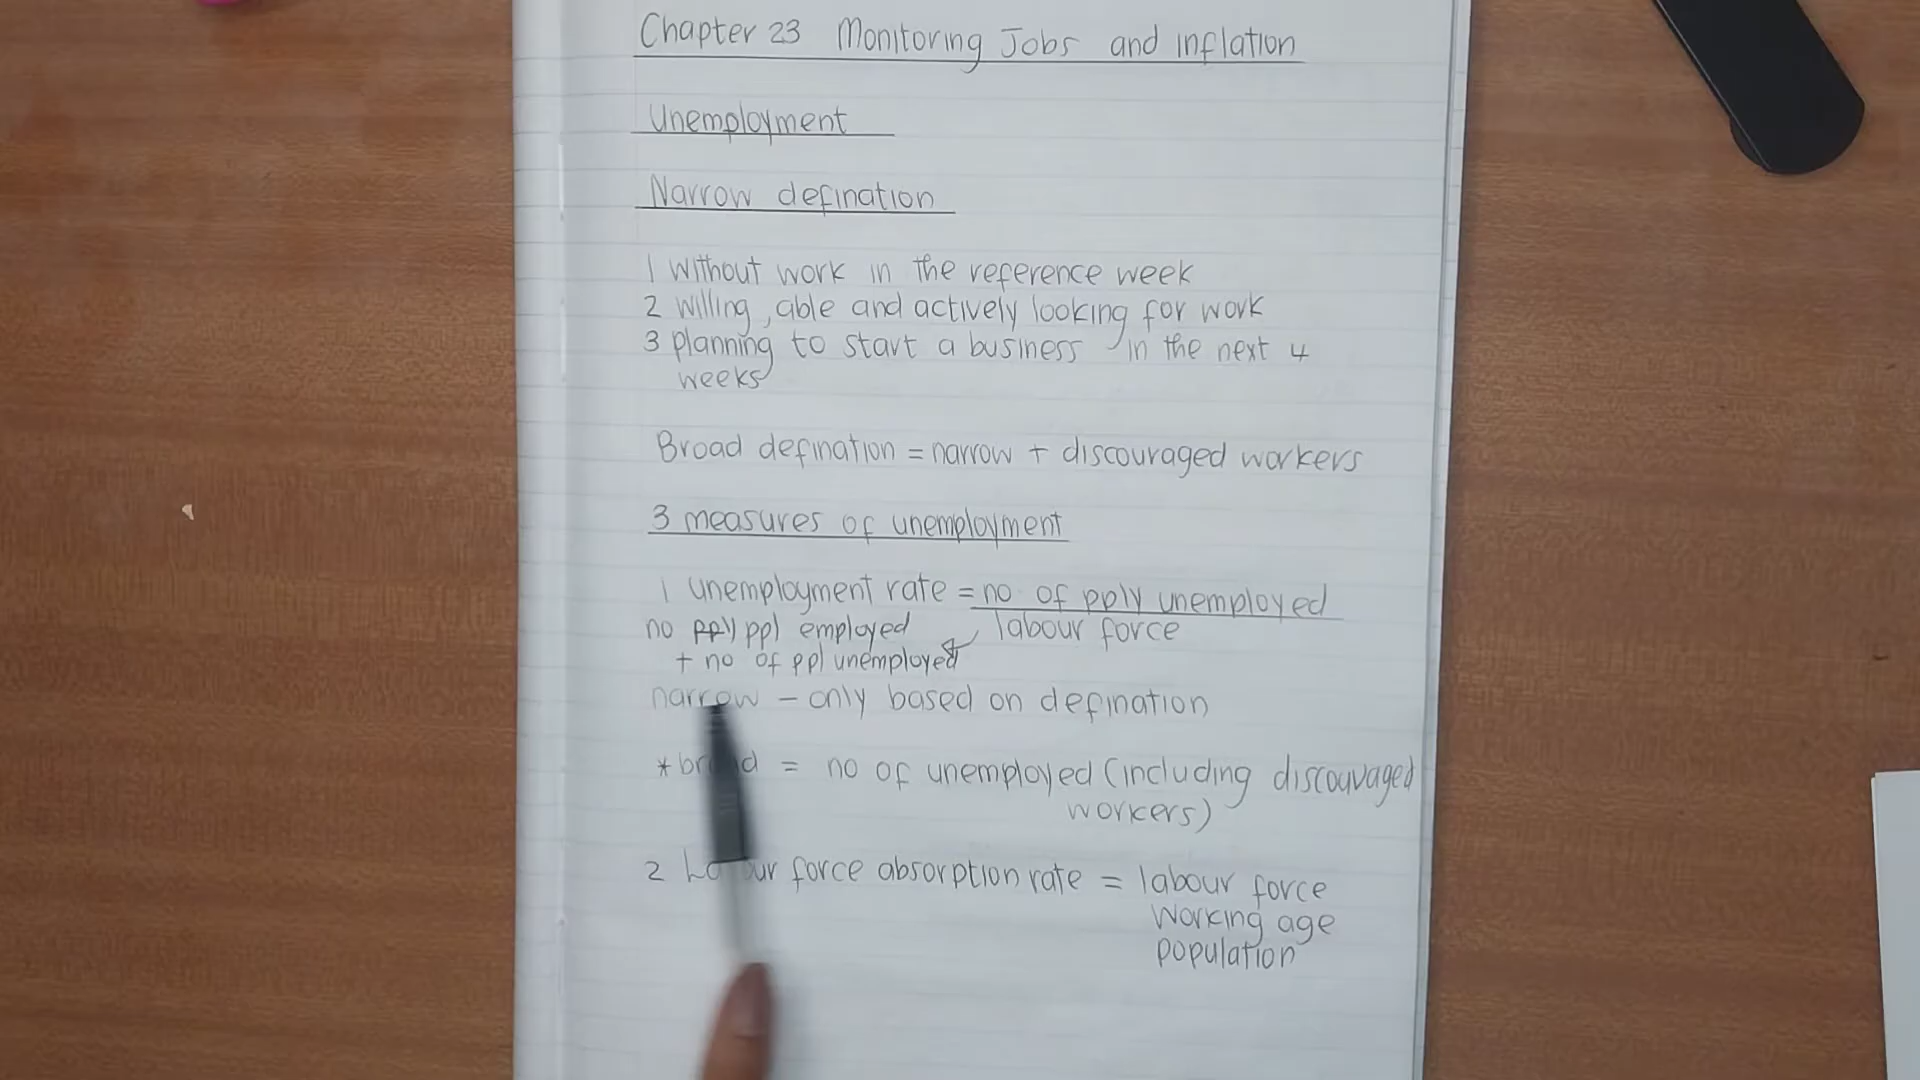 Chapter 23 Monitoring Jobs and inflation
Unemployment
Narrow defination
1 without work in the reference week
2 willing, able and actively looking for work
3 planning to start a business in the next 4
weeks
Broad defination = narrow + discouraged workers
3 measures of unemployment
1 unemployment rate = no of pply unemployed
no pply ppl employed labour force
+ no of ppl unemployed
narrow - only based on defination
*broad = no of unemployed (including discouvaged
workers)
2 Labour force absorption rate = labour force
working age
population